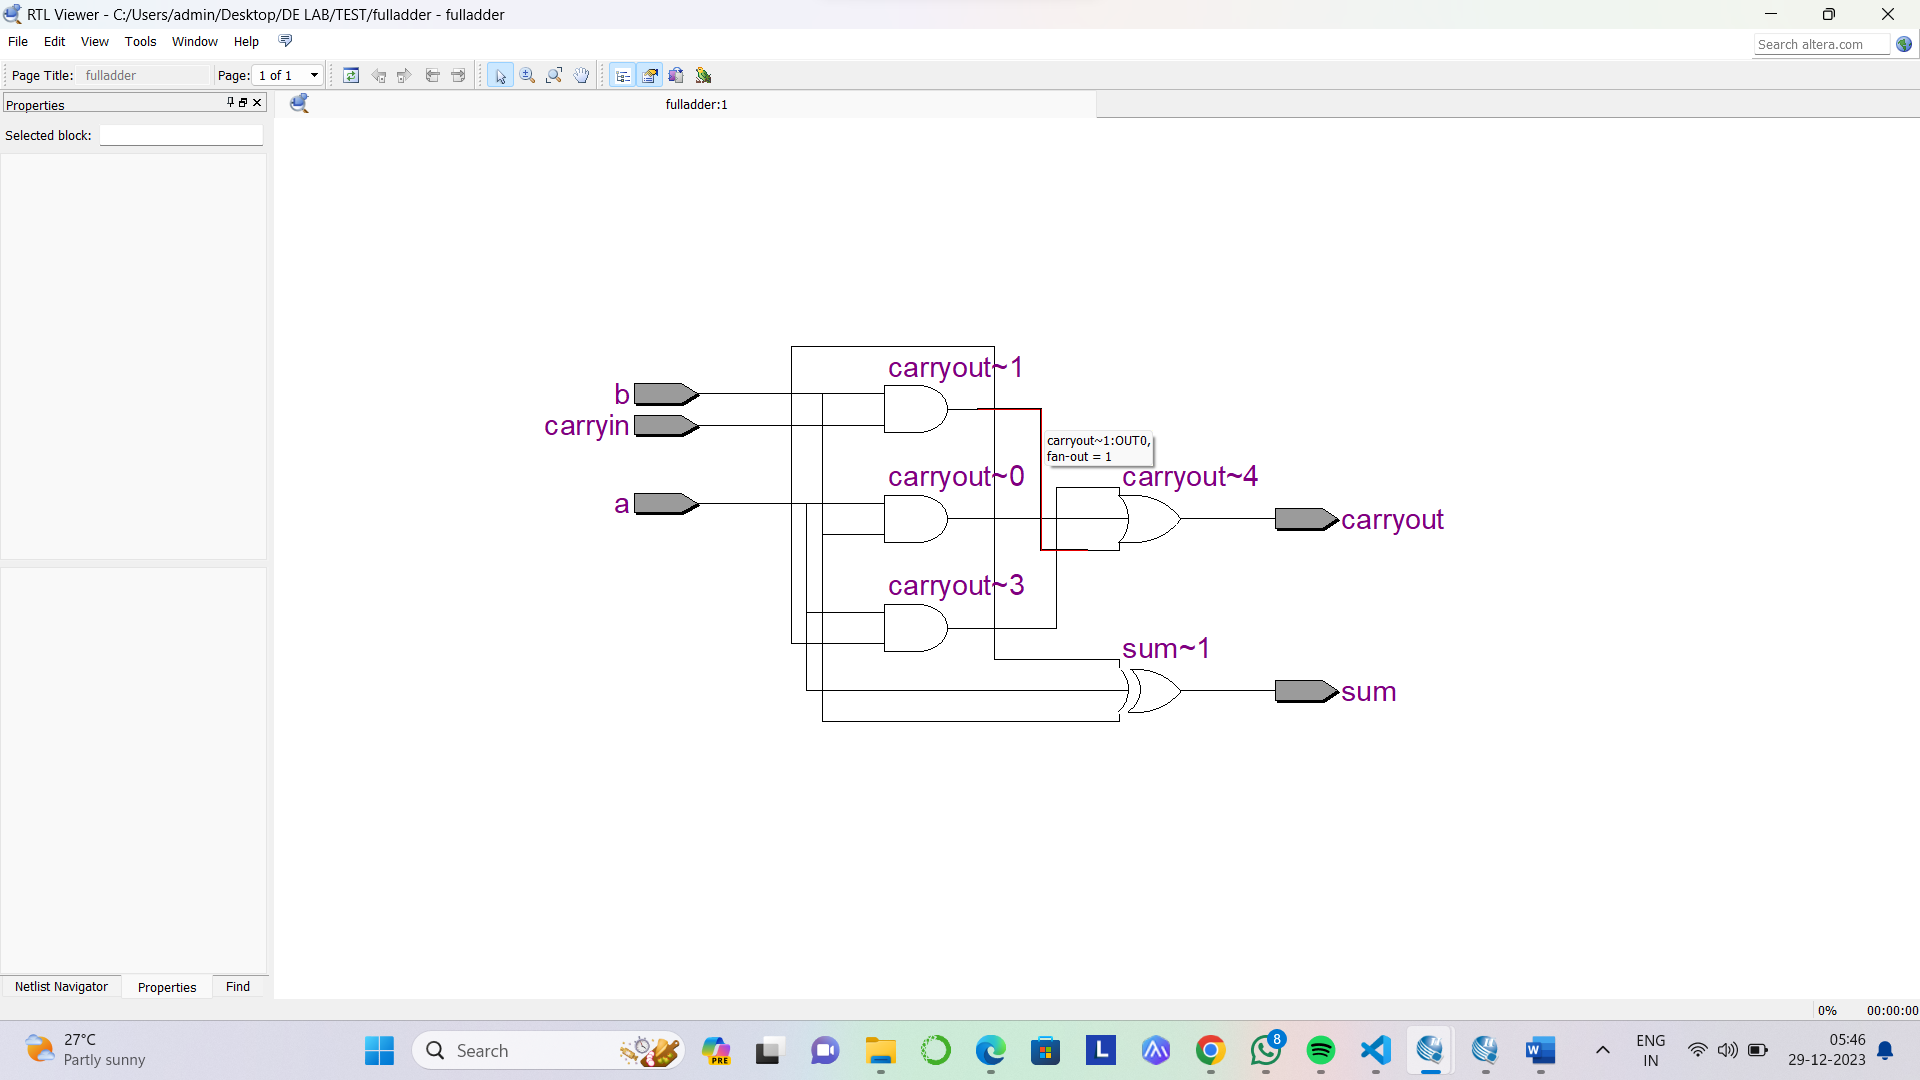 RTL Viewer - C:/Users/admin/Desktop/DE LAB/TEST/fulladder - fulladder
File Edit View Tools Window Help
Search altera.com
Page Title: fulladder Page: 1 of 1
Properties
fulladder:1
Selected block:
carryout~1
b
carryin
carryout~1:OUT0,
fan-out = 1
carryout~0
carryout~4
a
carryout
carryout~3
sum~1
sum
Netlist Navigator Properties Find
0% 00:00:00
27°C
Partly sunny
Search
PRE
L
8
W
ENG
IN
05:46
29-12-2023